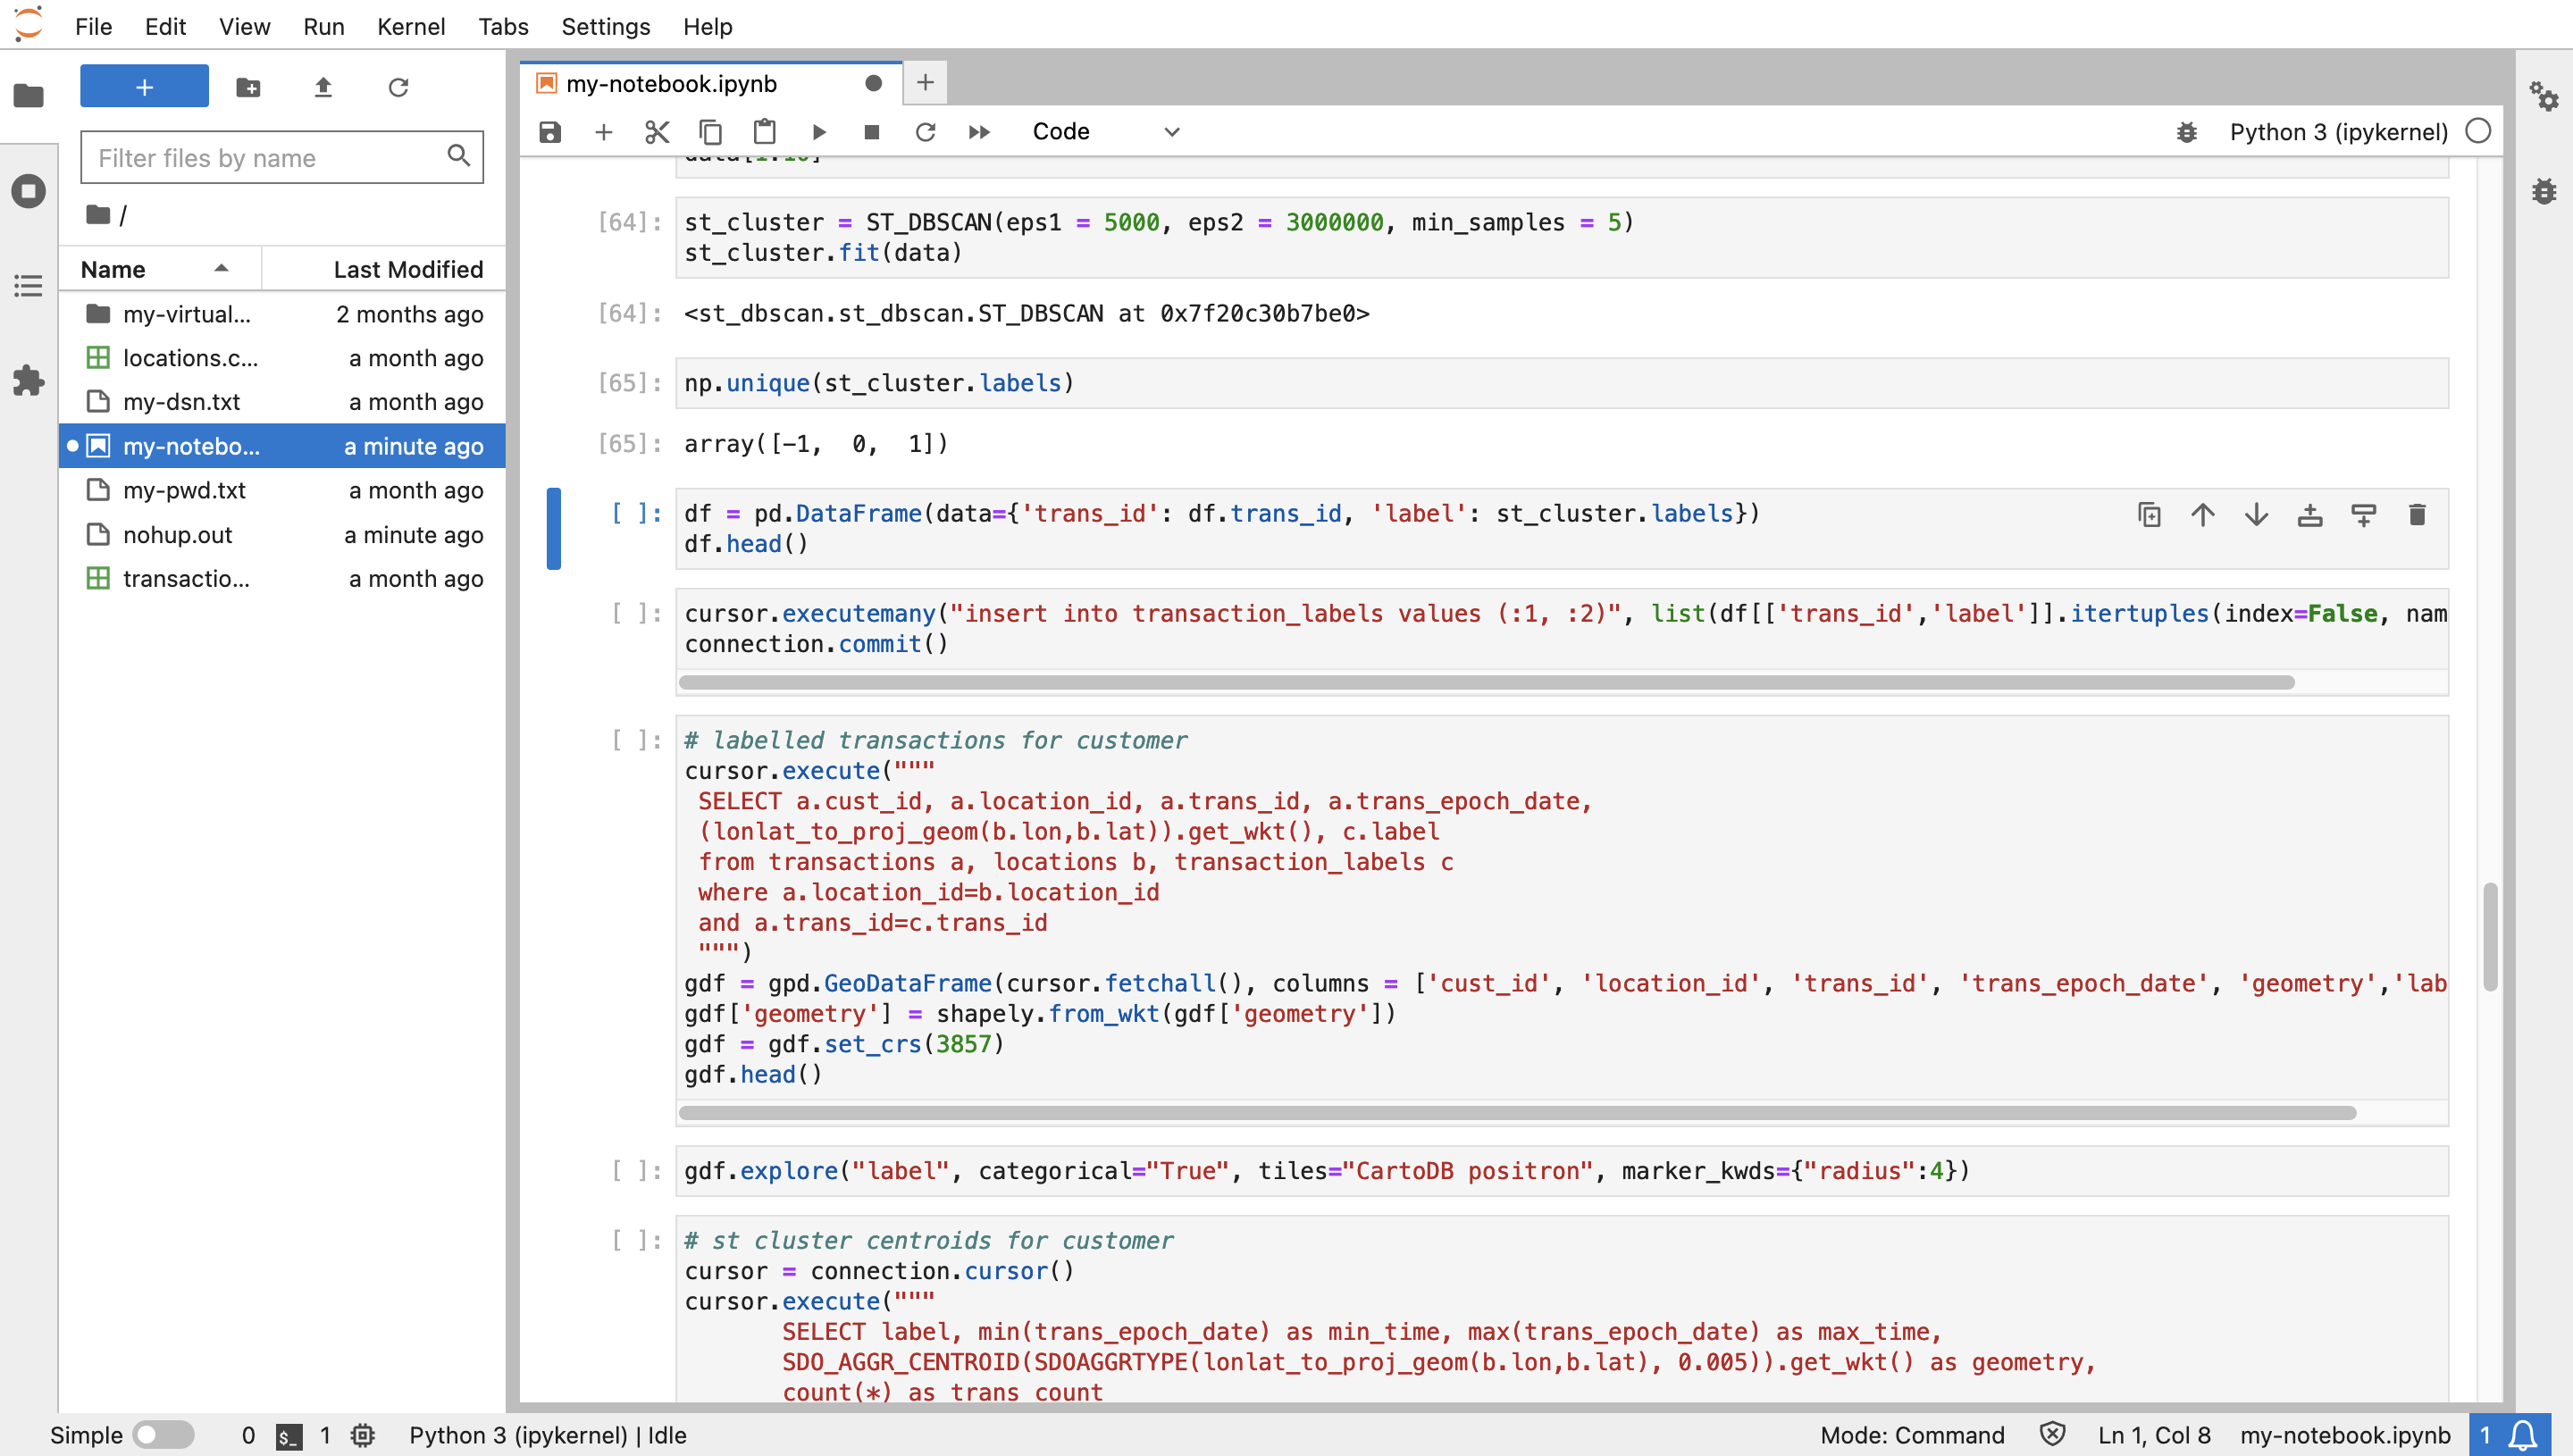 File Edit View Run Kernel Tabs Settings Help
+
Filter files by name
/
Name Last Modified
my-virtual... 2 months ago
locations.c... a month ago
my-dsn.txt a month ago
my-notebo... a minute ago
my-pwd.txt a month ago
nohup.out a minute ago
transactio... a month ago
my-notebook.ipynb
Code
Python 3 (ipykernel)
data[1:10]
[64]: st_cluster = ST_DBSCAN(eps1 = 5000, eps2 = 3000000, min_samples = 5)
st_cluster.fit(data)
[64]: <st_dbscan.st_dbscan.ST_DBSCAN at 0x7f20c30b7be0>
[65]: np.unique(st_cluster.labels)
[65]: array([-1,  0,  1])
[ ]: df = pd.DataFrame(data={'trans_id': df.trans_id, 'label': st_cluster.labels})
df.head()
[ ]: cursor.executemany("insert into transaction_labels values (:1, :2)", list(df[['trans_id','label']].itertuples(index=False, nam
connection.commit()
[ ]: # labelled transactions for customer
cursor.execute("""
SELECT a.cust_id, a.location_id, a.trans_id, a.trans_epoch_date,
(lonlat_to_proj_geom(b.lon,b.lat)).get_wkt(), c.label
from transactions a, locations b, transaction_labels c
where a.location_id=b.location_id
and a.trans_id=c.trans_id
""")
gdf = gpd.GeoDataFrame(cursor.fetchall(), columns = ['cust_id', 'location_id', 'trans_id', 'trans_epoch_date', 'geometry','lab
gdf['geometry'] = shapely.from_wkt(gdf['geometry'])
gdf = gdf.set_crs(3857)
gdf.head()
[ ]: gdf.explore("label", categorical="True", tiles="CartoDB positron", marker_kwds={"radius":4})
[ ]: # st cluster centroids for customer
cursor = connection.cursor()
cursor.execute("""
SELECT label, min(trans_epoch_date) as min_time, max(trans_epoch_date) as max_time,
SDO_AGGR_CENTROID(SDOAGGRTYPE(lonlat_to_proj_geom(b.lon,b.lat), 0.005)).get_wkt() as geometry,
count(*) as trans_count
Simple 0 $_ 1 Python 3 (ipykernel) | Idle Mode: Command Ln 1, Col 8 my-notebook.ipynb 1